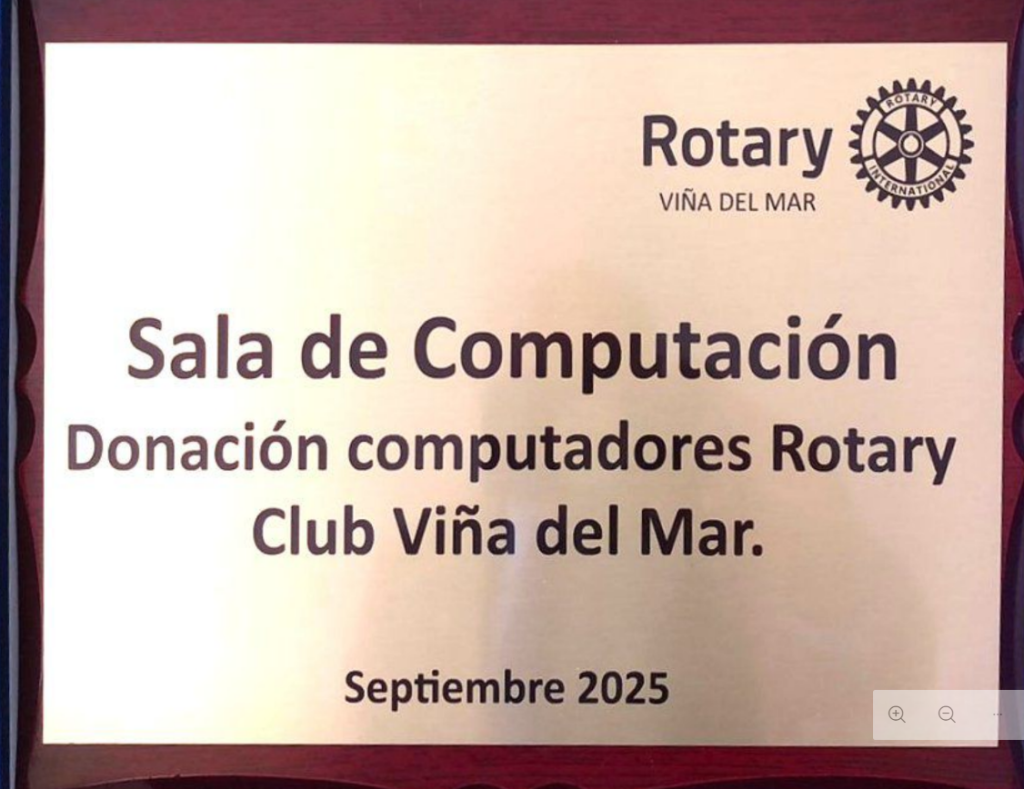 Rotary
VIÑA DEL MAR
ROTARY
INTERNATIONAL
Sala de Computación
Donación computadores Rotary
Club Viña del Mar.
Septiembre 2025